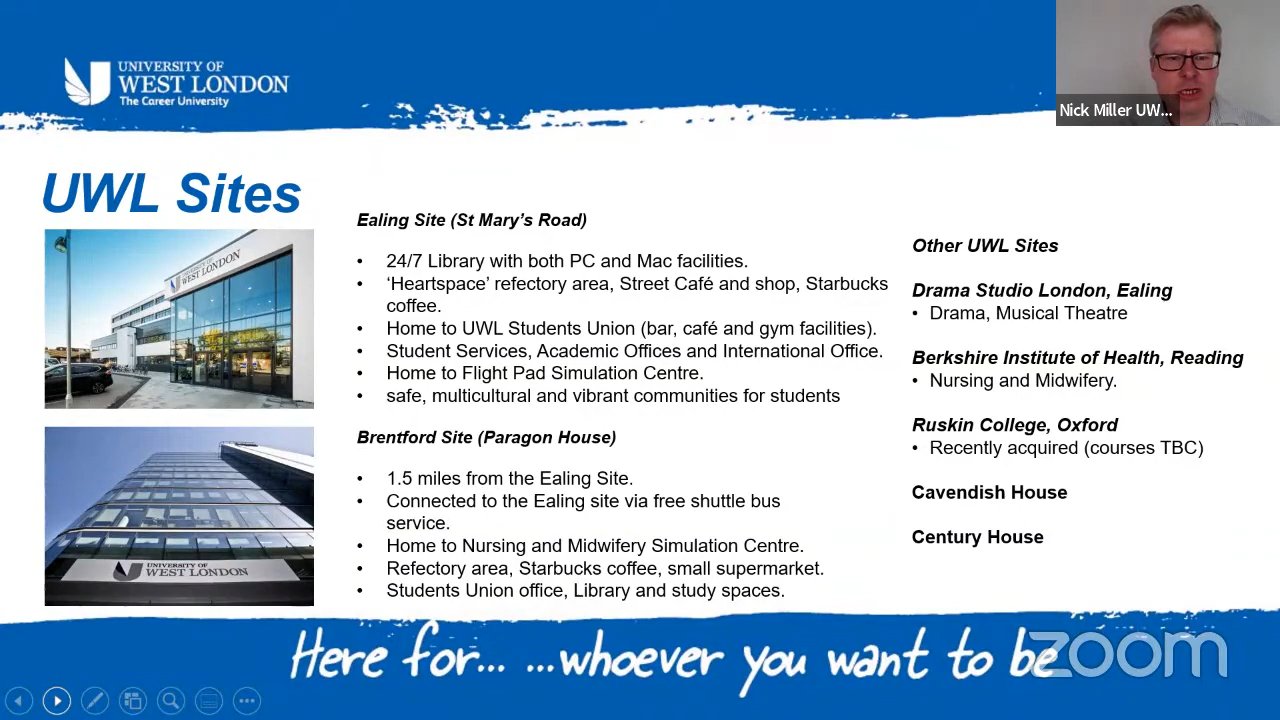 UNIVERSITY OF
WEST LONDON
The Career University
Nick Miller UW...
UWL Sites
UNIVERSITY OF
WEST LONDON
UNIVERSITY OF
WEST LONDON
Ealing Site (St Mary’s Road)
• 24/7 Library with both PC and Mac facilities.
• ‘Heartspace’ refectory area, Street Café and shop, Starbucks
coffee.
• Home to UWL Students Union (bar, café and gym facilities).
• Student Services, Academic Offices and International Office.
• Home to Flight Pad Simulation Centre.
• safe, multicultural and vibrant communities for students
Brentford Site (Paragon House)
• 1.5 miles from the Ealing Site.
• Connected to the Ealing site via free shuttle bus
service.
• Home to Nursing and Midwifery Simulation Centre.
• Refectory area, Starbucks coffee, small supermarket.
• Students Union office, Library and study spaces.
Other UWL Sites
Drama Studio London, Ealing
• Drama, Musical Theatre
Berkshire Institute of Health, Reading
• Nursing and Midwifery.
Ruskin College, Oxford
• Recently acquired (courses TBC)
Cavendish House
Century House
Here for... ...whoever you want to be
zoom